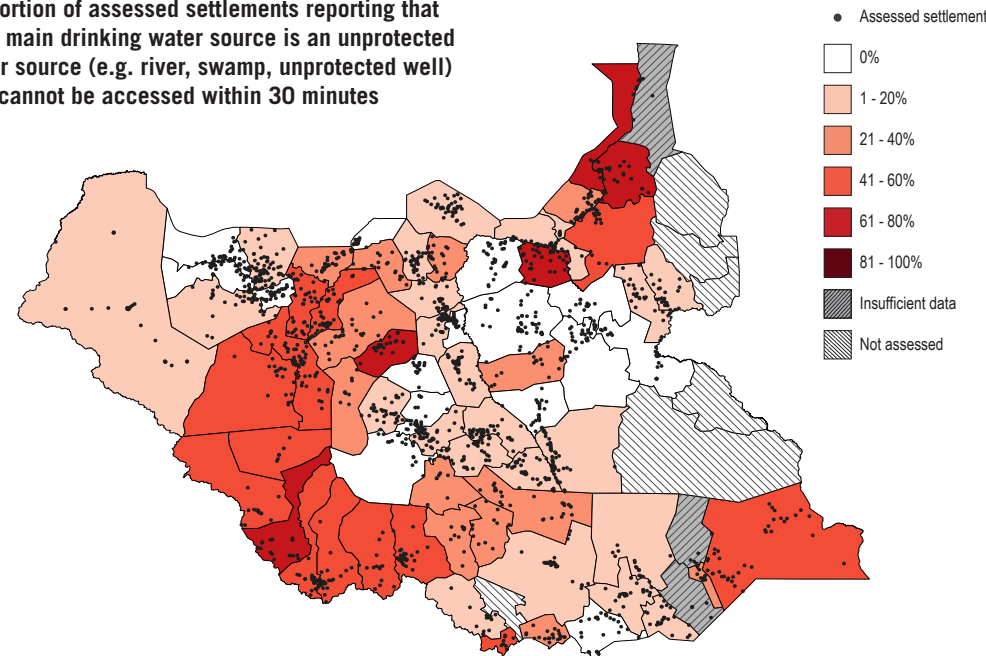 ortion of assessed settlements reporting that
main drinking water source is an unprotected
r source (e.g. river, swamp, unprotected well)
cannot be accessed within 30 minutes
Assessed settlement
0%
1 - 20%
21 - 40%
41 - 60%
61 - 80%
81 - 100%
Insufficient data
Not assessed